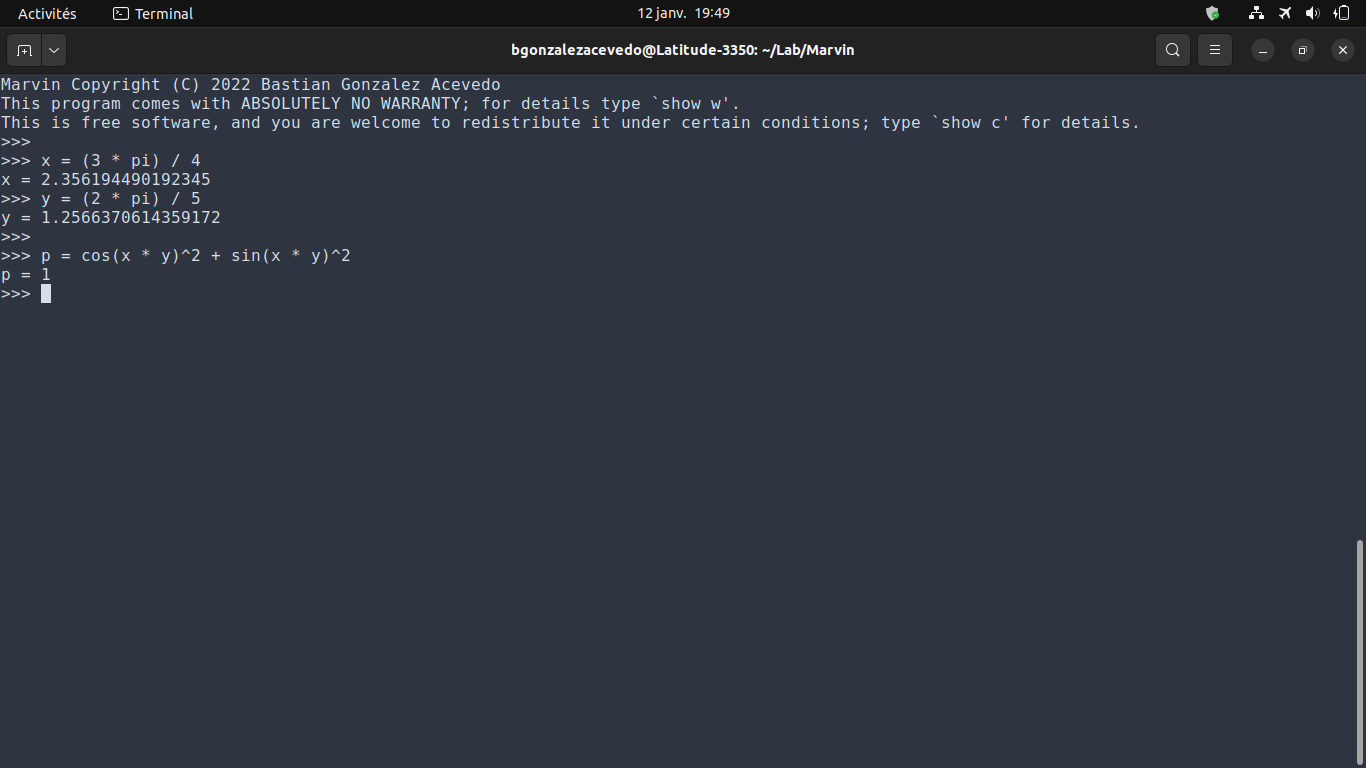 Activités Terminal 12 janv. 19:49
bgonzalezacevedo@Latitude-3350: ~/Lab/Marvin
Marvin Copyright (C) 2022 Bastian Gonzalez Acevedo
This program comes with ABSOLUTELY NO WARRANTY; for details type `show w'.
This is free software, and you are welcome to redistribute it under certain conditions; type `show c' for details.
>>>
>>> x = (3 * pi) / 4
x = 2.356194490192345
>>> y = (2 * pi) / 5
y = 1.2566370614359172
>>>
>>> p = cos(x * y)^2 + sin(x * y)^2
p = 1
>>>